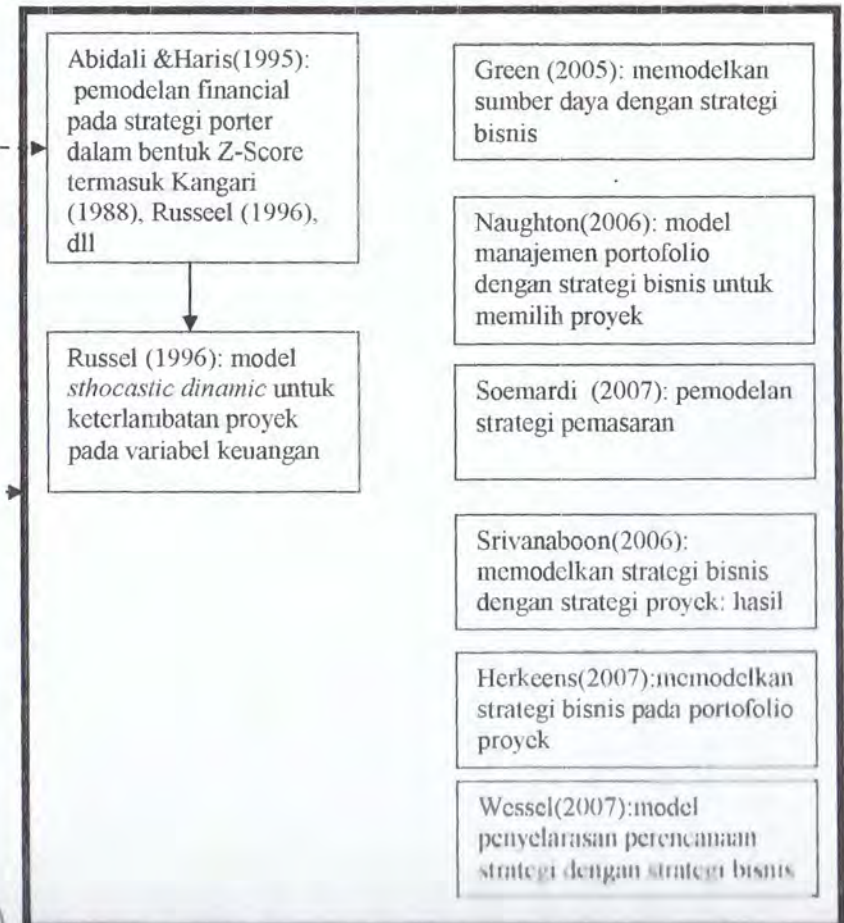 Abidali &Haris(1995):
pemodelan financial
pada strategi porter
dalam bentuk Z-Score
termasuk Kangari
(1988), Russeel (1996),
dll
Russel (1996): model
sthocastic dinamic untuk
keterlambatan proyek
pada variabel keuangan
Green (2005): memodelkan
sumber daya dengan strategi
bisnis
Naughton(2006): model
manajemen portofolio
dengan strategi bisnis untuk
memilih proyek
Soemardi (2007): pemodelan
strategi pemasaran
Srivanaboon(2006):
memodelkan strategi bisnis
dengan strategi proyek: hasil
Herkeens(2007):memodelkan
strategi bisnis pada portofolio
proyek
Wessel(2007):model
penyelarasan perencanaan
strategi dengan strategi bisnis